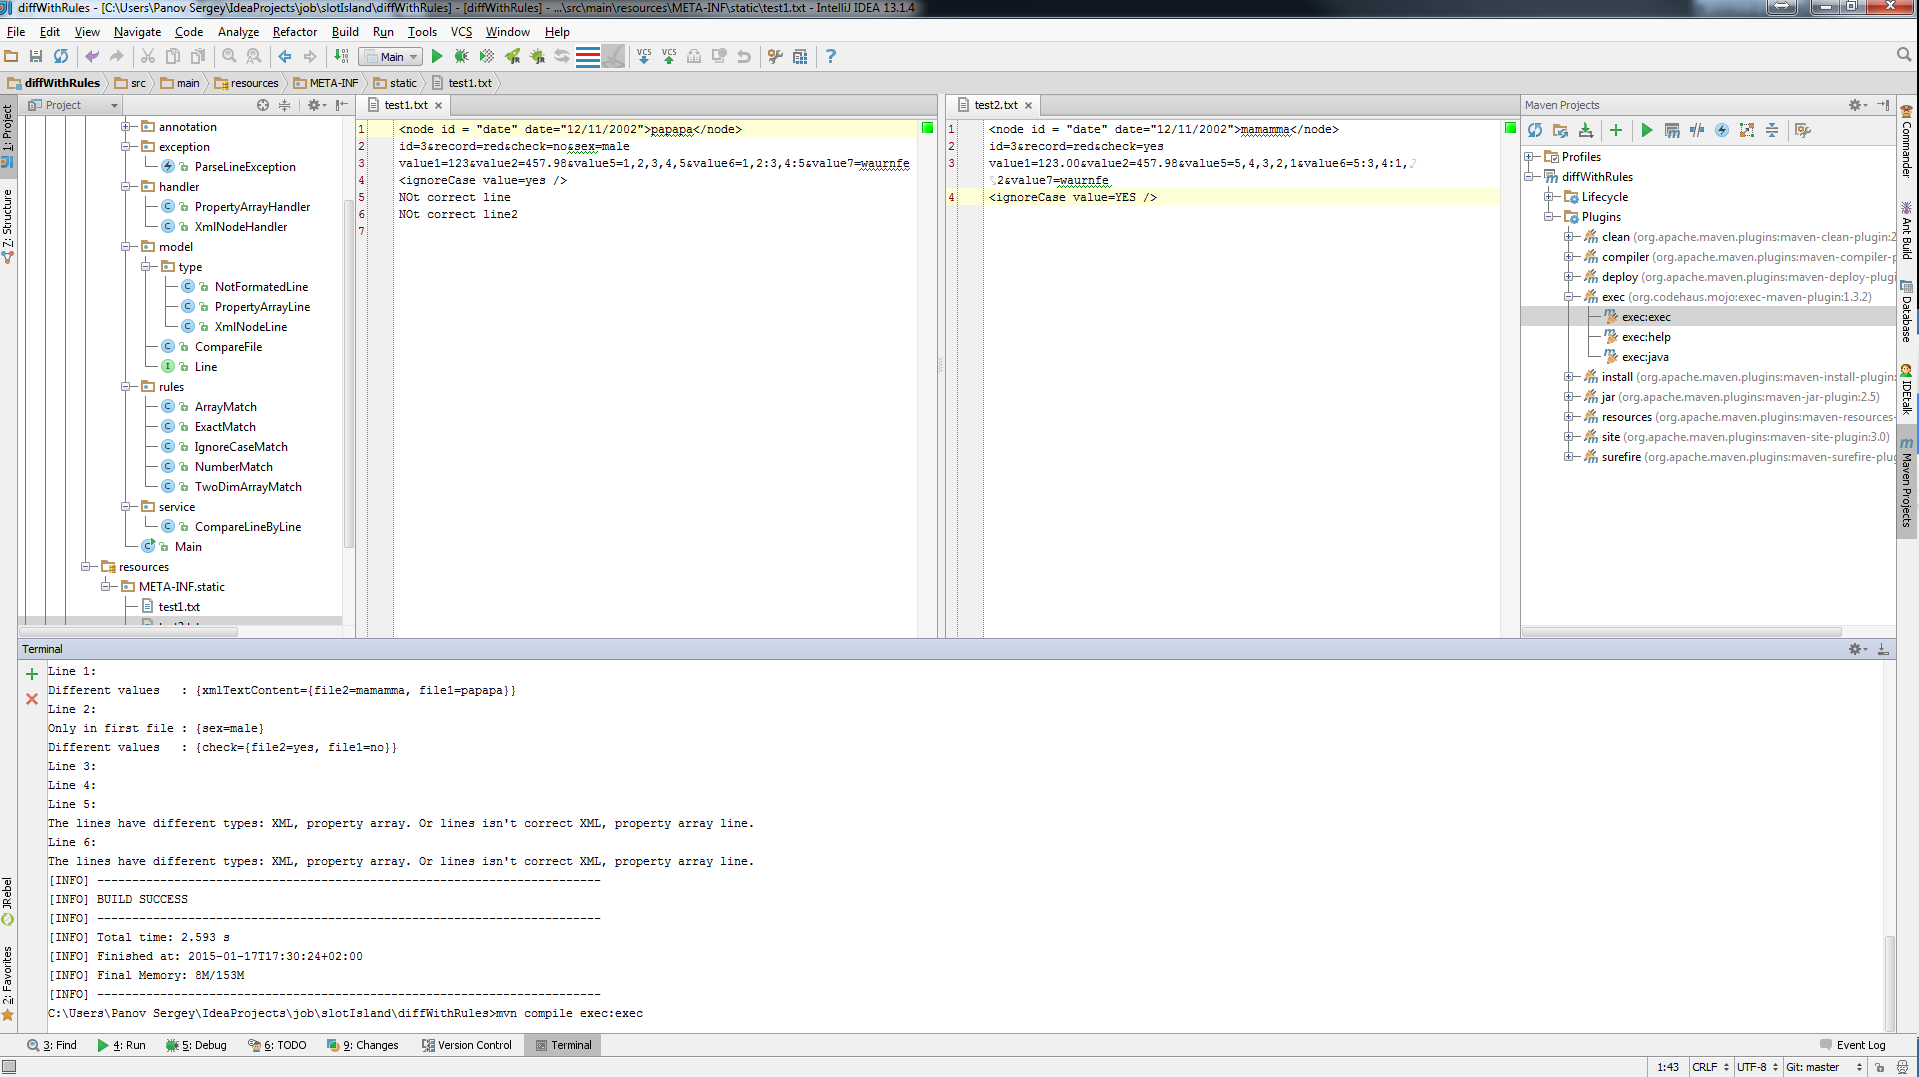 diffWithRules - [C:\Users\Panov Sergey\IdeaProjects\job\slotIsland\diffWithRules] - [diffWithRules] - ...\src\main\resources\META-INF\static\test1.txt - IntelliJ IDEA 13.1.4
File Edit View Navigate Code Analyze Refactor Build Run Tools VCS Window Help
Main
VCS VCS
diffWithRules src main resources META-INF static test1.txt
Project
annotation
exception
ParseLineException
handler
PropertyArrayHandler
XmlNodeHandler
model
type
NotFormatedLine
PropertyArrayLine
XmlNodeLine
CompareFile
Line
rules
ArrayMatch
ExactMatch
IgnoreCaseMatch
NumberMatch
TwoDimArrayMatch
service
CompareLineByLine
Main
resources
META-INF.static
test1.txt
1: Project
7: Structure
JRebel
2: Favorites
test1.txt
1 <node id = "date" date="12/11/2002">papapa</node>
2 id=3&record=red&check=no&sex=male
3 value1=123&value2=457.98&value5=1,2,3,4,5&value6=1,2:3,4:5&value7=waurnfe
4 <ignoreCase value=yes />
5 NOt correct line
6 NOt correct line2
7
test2.txt
1 <node id = "date" date="12/11/2002">mamamma</node>
2 id=3&record=red&check=yes
3 value1=123.00&value2=457.98&value5=5,4,3,2,1&value6=5:3,4:1,
2&value7=waurnfe
4 <ignoreCase value=YES />
Maven Projects
Profiles
diffWithRules
Lifecycle
Plugins
clean (org.apache.maven.plugins:maven-clean-plugin:2
compiler (org.apache.maven.plugins:maven-compiler-p
deploy (org.apache.maven.plugins:maven-deploy-plugi
exec (org.codehaus.mojo:exec-maven-plugin:1.3.2)
exec:exec
exec:help
exec:java
install (org.apache.maven.plugins:maven-install-plugin:
jar (org.apache.maven.plugins:maven-jar-plugin:2.5)
resources (org.apache.maven.plugins:maven-resources-
site (org.apache.maven.plugins:maven-site-plugin:3.0)
surefire (org.apache.maven.plugins:maven-surefire-plug
Commander
Ant Build
Database
IDEtalk
Maven Projects
Terminal
Line 1:
Different values : {xmlTextContent={file2=mamamma, file1=papapa}}
Line 2:
Only in first file : {sex=male}
Different values : {check={file2=yes, file1=no}}
Line 3:
Line 4:
Line 5:
The lines have different types: XML, property array. Or lines isn't correct XML, property array line.
Line 6:
The lines have different types: XML, property array. Or lines isn't correct XML, property array line.
[INFO] ------------------------------------------------------------------------
[INFO] BUILD SUCCESS
[INFO] ------------------------------------------------------------------------
[INFO] Total time: 2.593 s
[INFO] Finished at: 2015-01-17T17:30:24+02:00
[INFO] Final Memory: 8M/153M
[INFO] ------------------------------------------------------------------------
C:\Users\Panov Sergey\IdeaProjects\job\slotIsland\diffWithRules>mvn compile exec:exec
3: Find 4: Run 5: Debug 6: TODO 9: Changes Version Control Terminal Event Log
1:43 CRLF UTF-8 Git: master